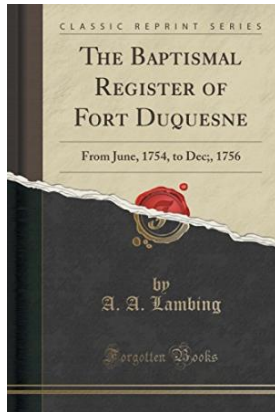 CLASSIC REPRINT SERIES
THE BAPTISMAL
REGISTER OF
FORT DUQUESNE
FROM JUNE, 1754, TO DEC;, 1756
by
A. A. Lambing
Forgotten Books